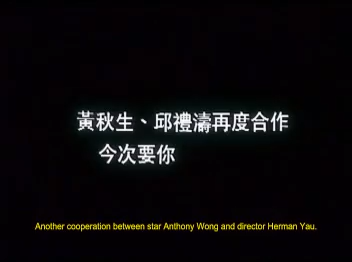 黃秋生、邱禮濤再度合作
今次要你
Another cooperation between star Anthony Wong and director Herman Yau.